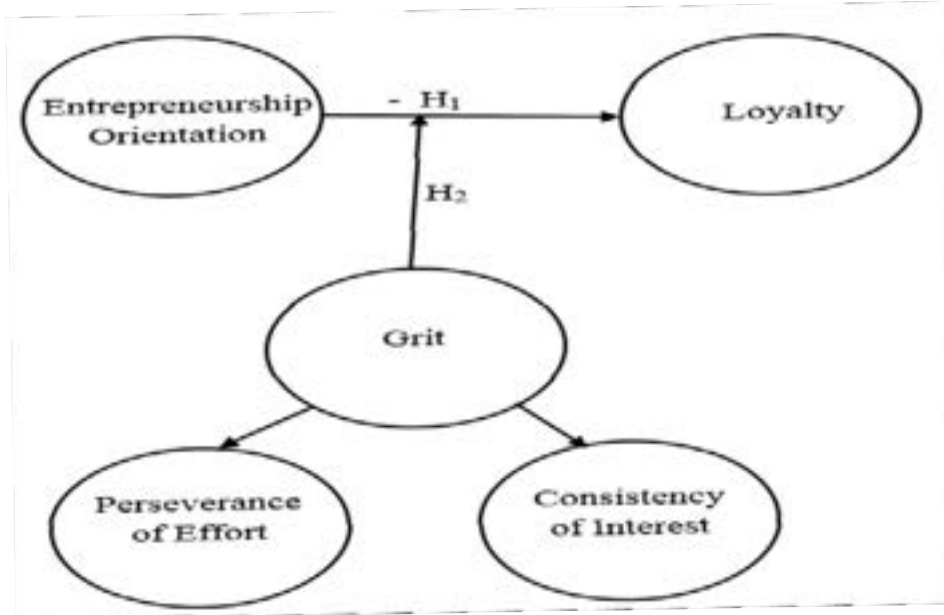 Entrepreneurship
Orientation
- H₁
Loyalty
H₂
Grit
Perseverance
of Effort
Consistency
of Interest